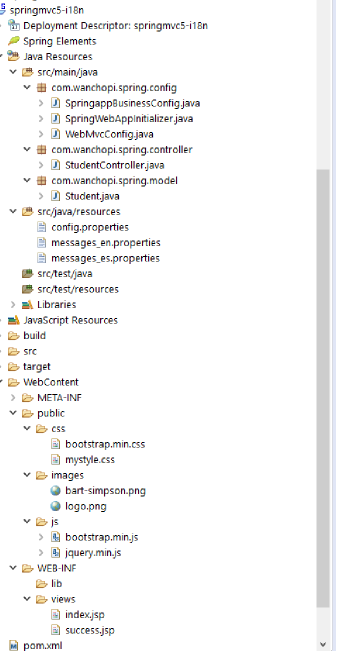 springmvc5-i18n
Deployment Descriptor: springmvc5-i18n
Spring Elements
Java Resources
src/main/java
com.wanchopi.spring.config
SpringappBusinessConfig.java
SpringWebAppInitializer.java
WebMvcConfig.java
com.wanchopi.spring.controller
StudentController.java
com.wanchopi.spring.model
Student.java
src/java/resources
config.properties
messages_en.properties
messages_es.properties
src/test/java
src/test/resources
Libraries
JavaScript Resources
build
src
target
WebContent
META-INF
public
css
bootstrap.min.css
mystyle.css
images
bart-simpson.png
logo.png
js
bootstrap.min.js
jquery.min.js
WEB-INF
lib
views
index.jsp
success.jsp
pom.xml